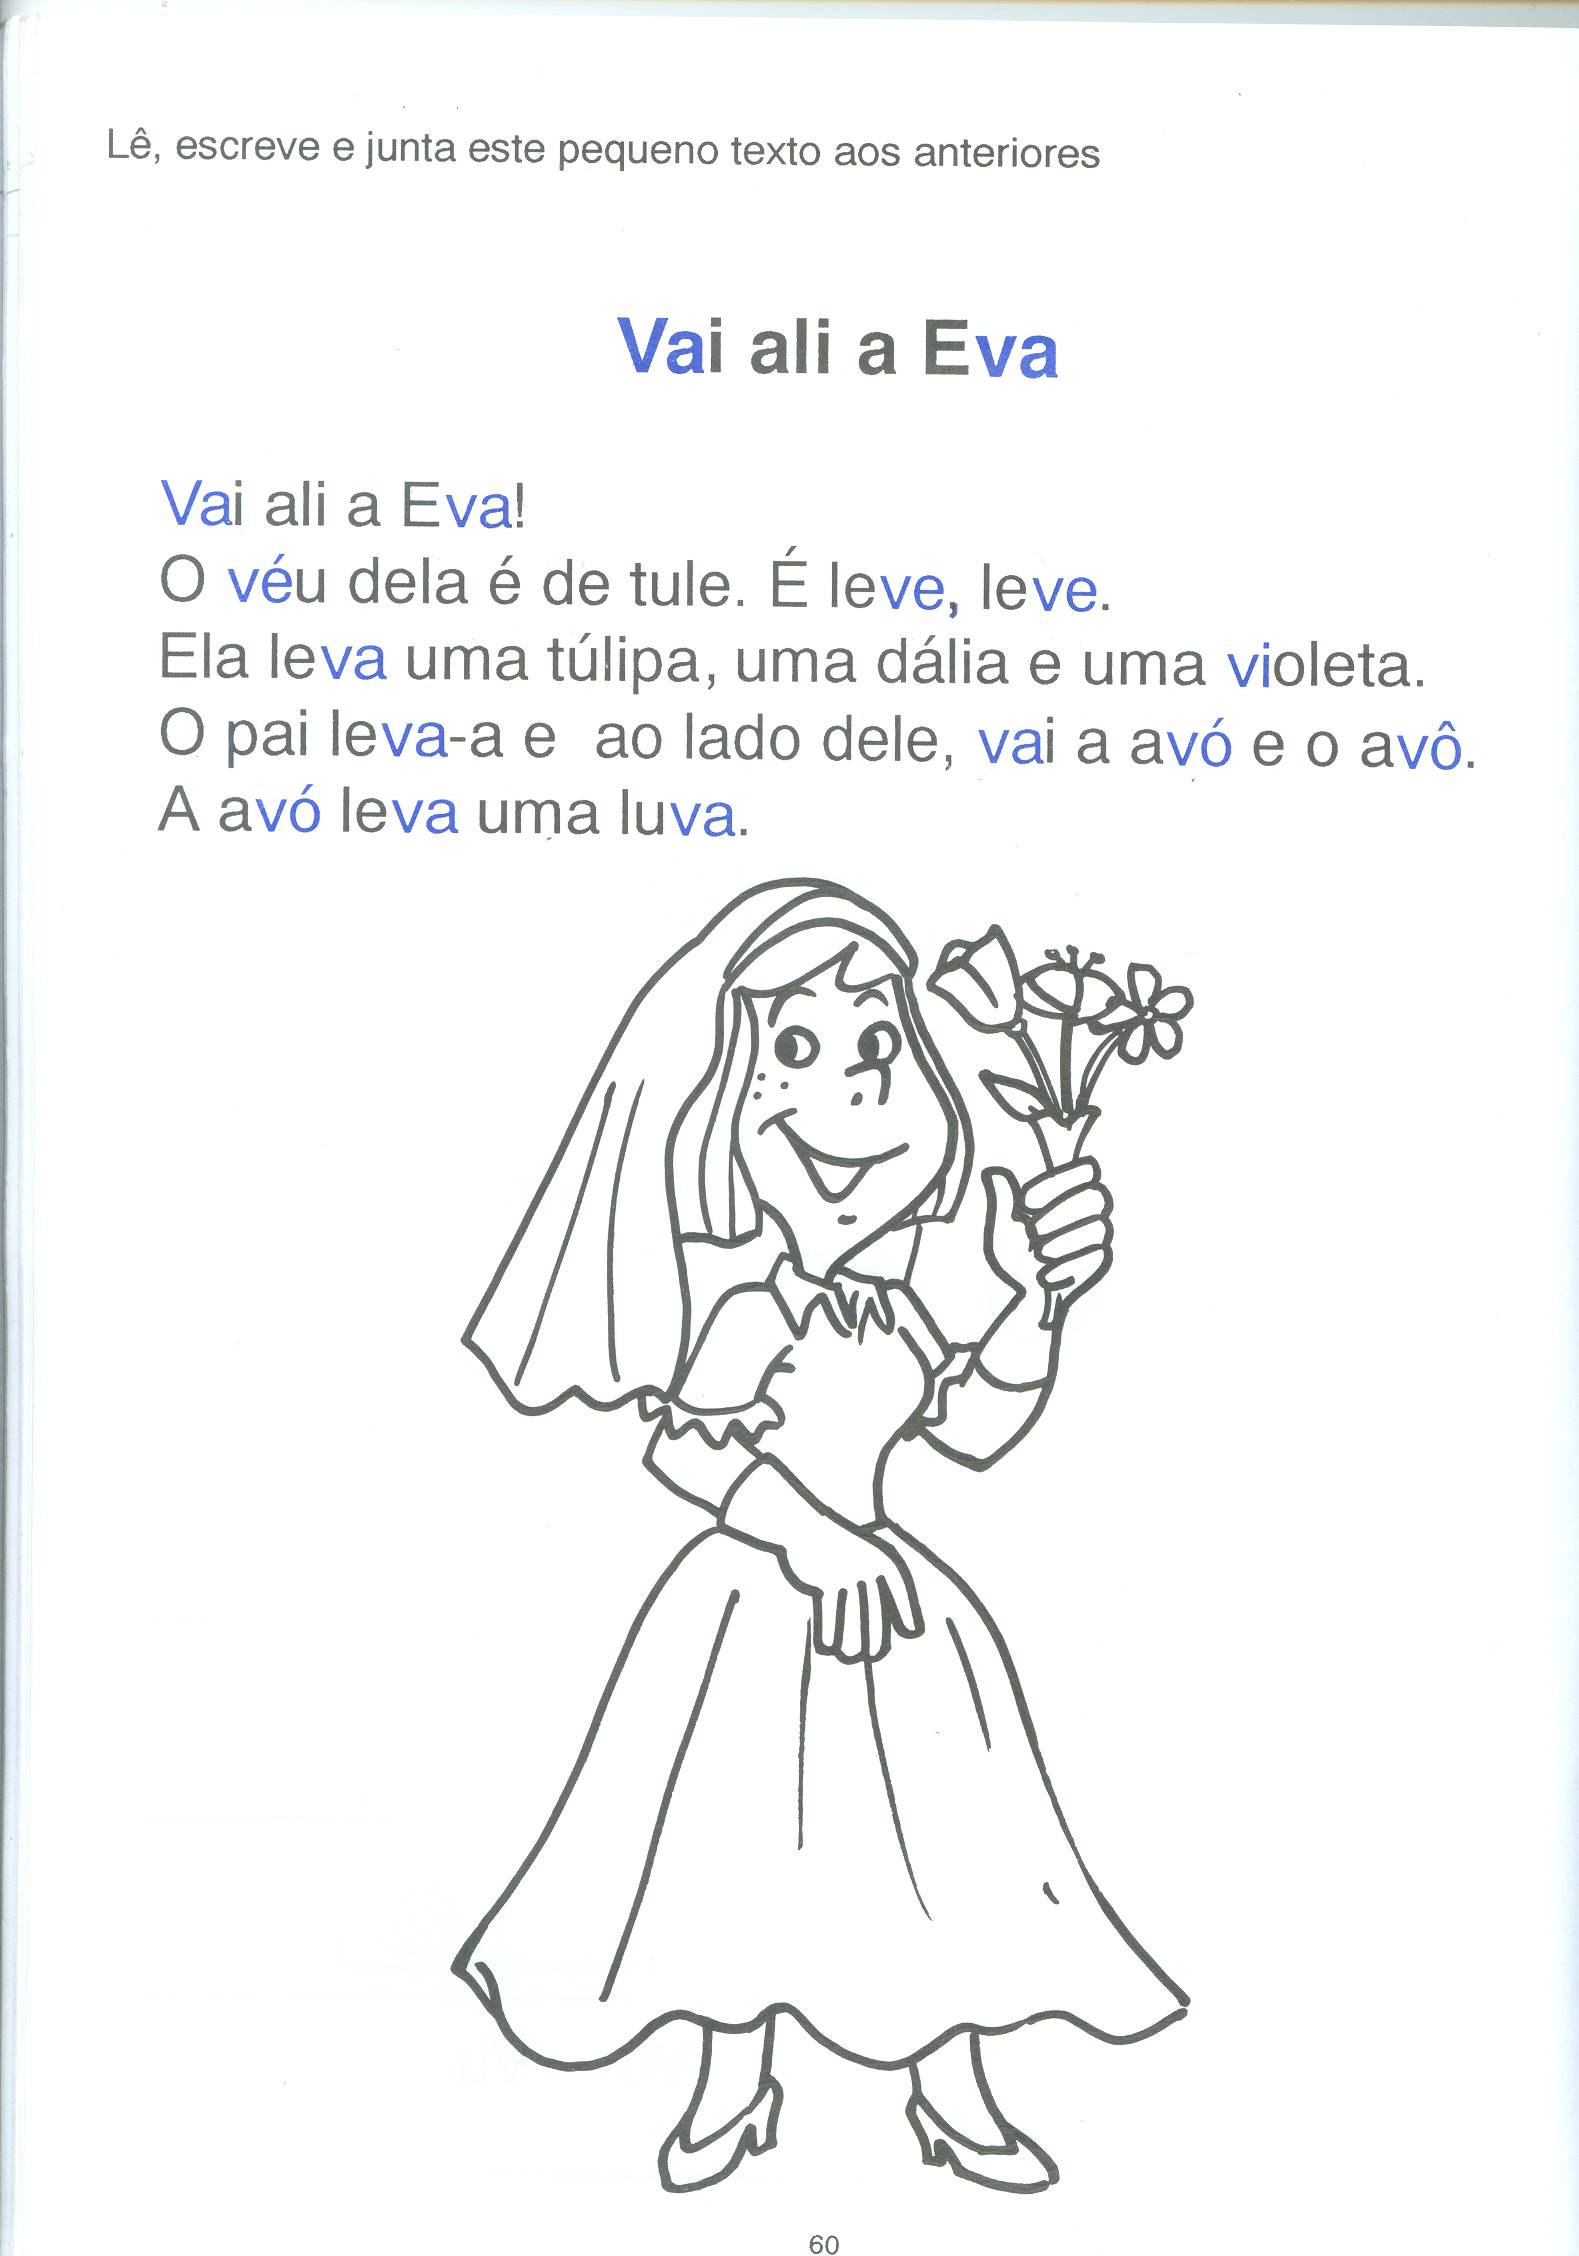 Lê, escreve e junta este pequeno texto aos anteriores
Vai ali a Eva
Vai ali a Eva!
O véu dela é de tule. É leve, leve.
Ela leva uma túlipa, uma dália e uma violeta.
O pai leva-a e ao lado dele, vai a avó e o avô.
A avó leva uma luva.
60